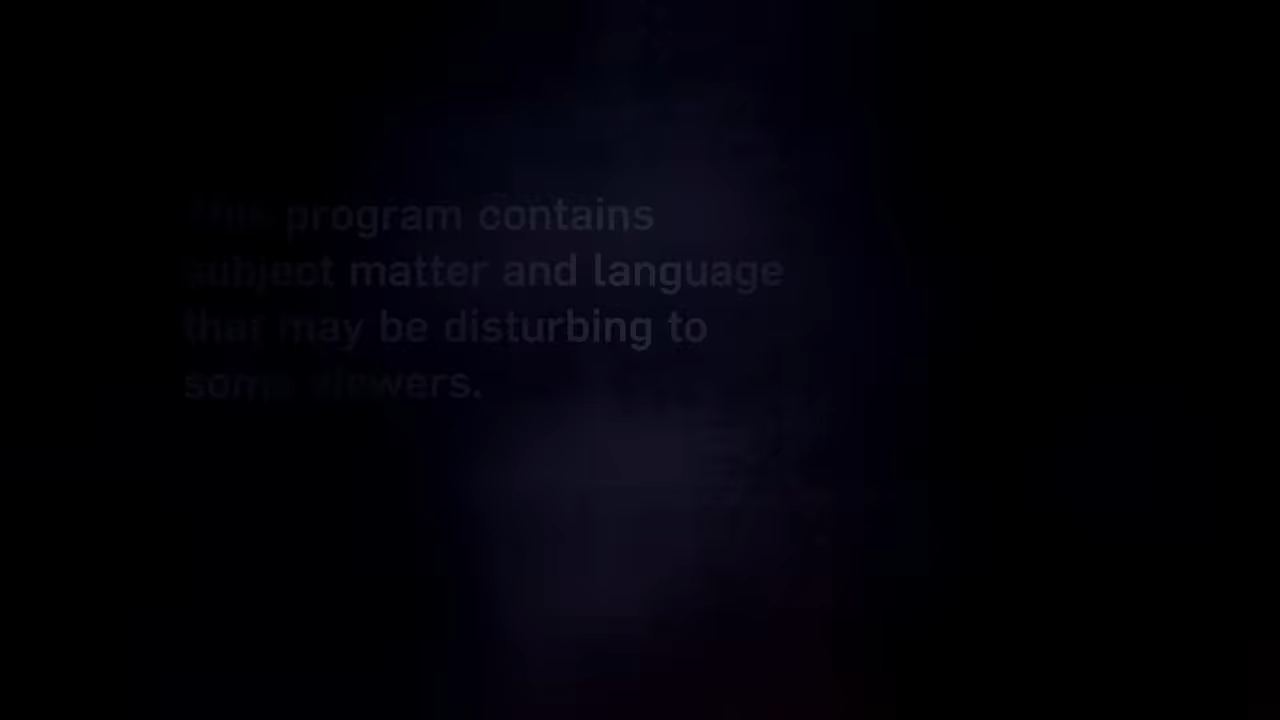 This program contains
subject matter and language
that may be disturbing to
some viewers.